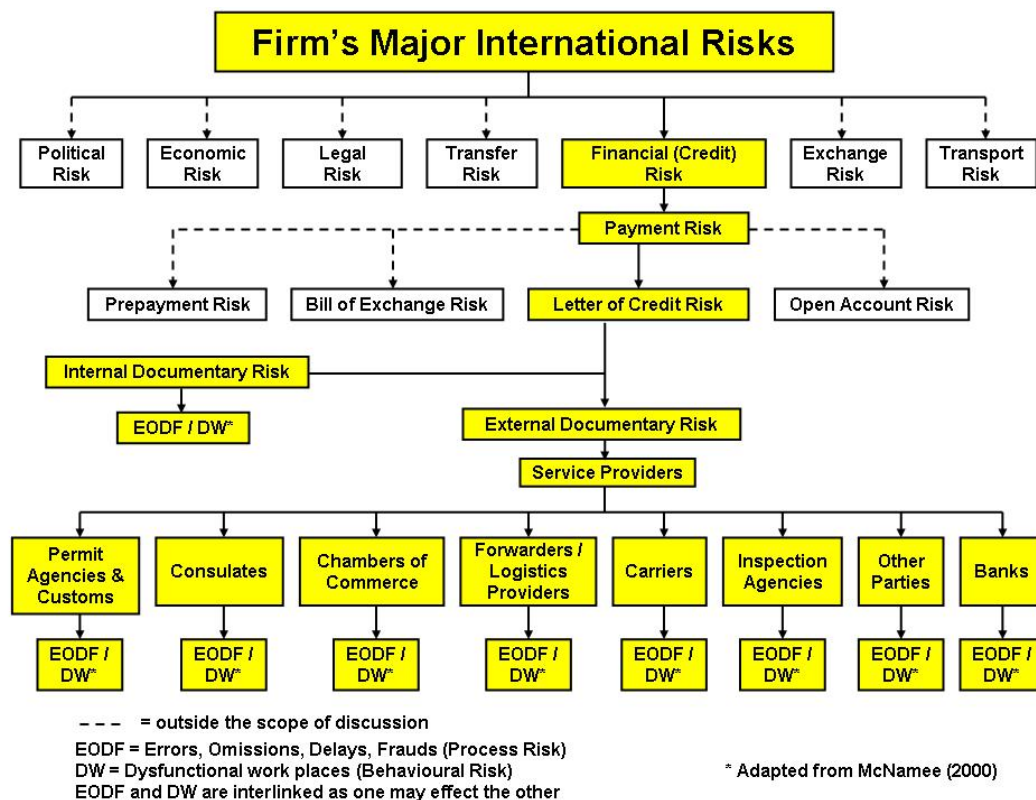 Firm's Major International Risks
Political
Risk
Economic
Risk
Legal
Risk
Transfer
Risk
Financial (Credit)
Risk
Exchange
Risk
Transport
Risk
Payment Risk
Prepayment Risk
Bill of Exchange Risk
Letter of Credit Risk
Open Account Risk
Internal Documentary Risk
EODF / DW*
External Documentary Risk
Service Providers
Permit
Agencies &
Customs
Consulates
Chambers of
Commerce
Forwarders /
Logistics
Providers
Carriers
Inspection
Agencies
Other
Parties
Banks
EODF /
DW*
EODF /
DW*
EODF /
DW*
EODF /
DW*
EODF /
DW*
EODF /
DW*
EODF /
DW*
EODF /
DW*
--- = outside the scope of discussion
EODF = Errors, Omissions, Delays, Frauds (Process Risk)
DW = Dysfunctional work places (Behavioural Risk)
EODF and DW are interlinked as one may effect the other
* Adapted from McNamee (2000)